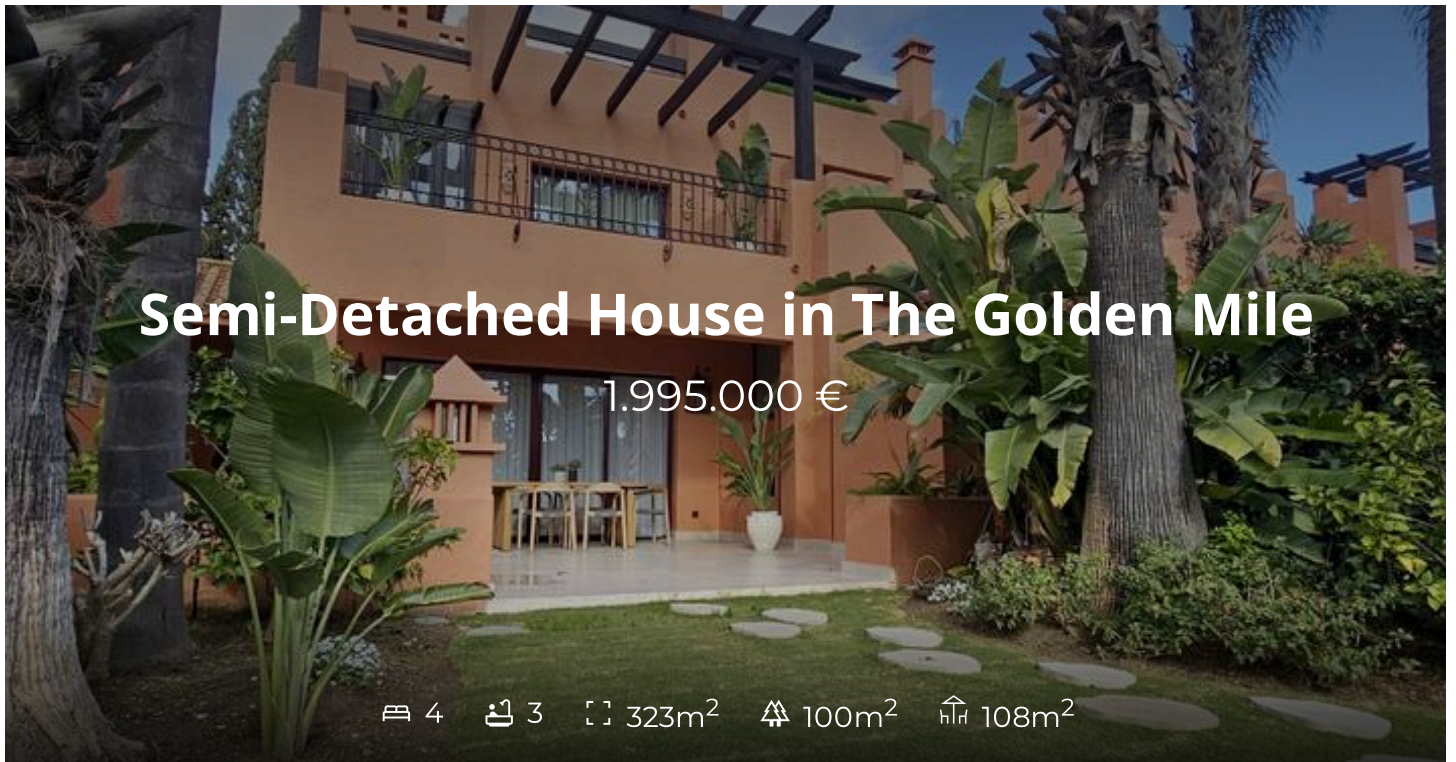 Semi-Detached House in The Golden Mile
1.995.000 €
4 3 323m² 100m² 108m²